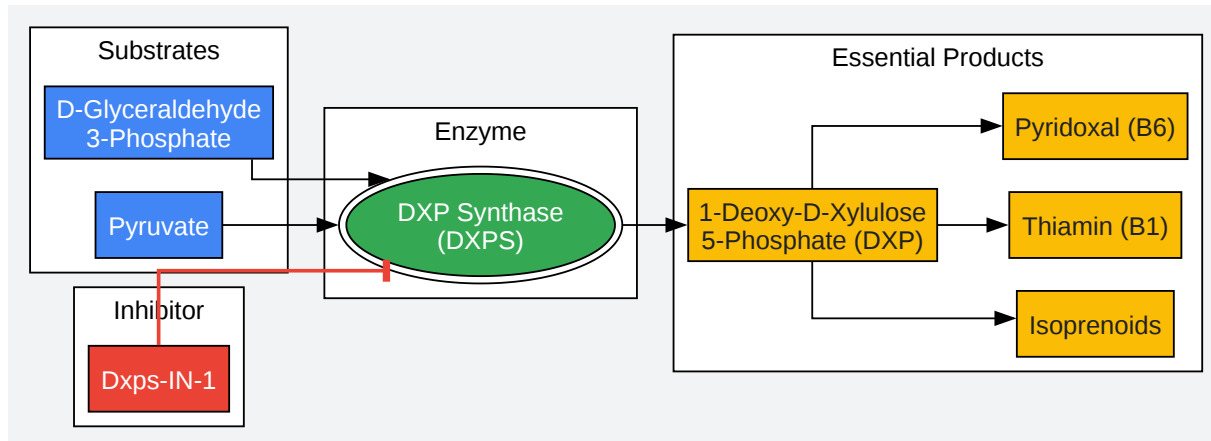 Substrates
D-Glyceraldehyde
3-Phosphate
Pyruvate
Inhibitor
Dxps-IN-1
Enzyme
DXP Synthase
(DXPS)
Essential Products
1-Deoxy-D-Xylulose
5-Phosphate (DXP)
Pyridoxal (B6)
Thiamin (B1)
Isoprenoids